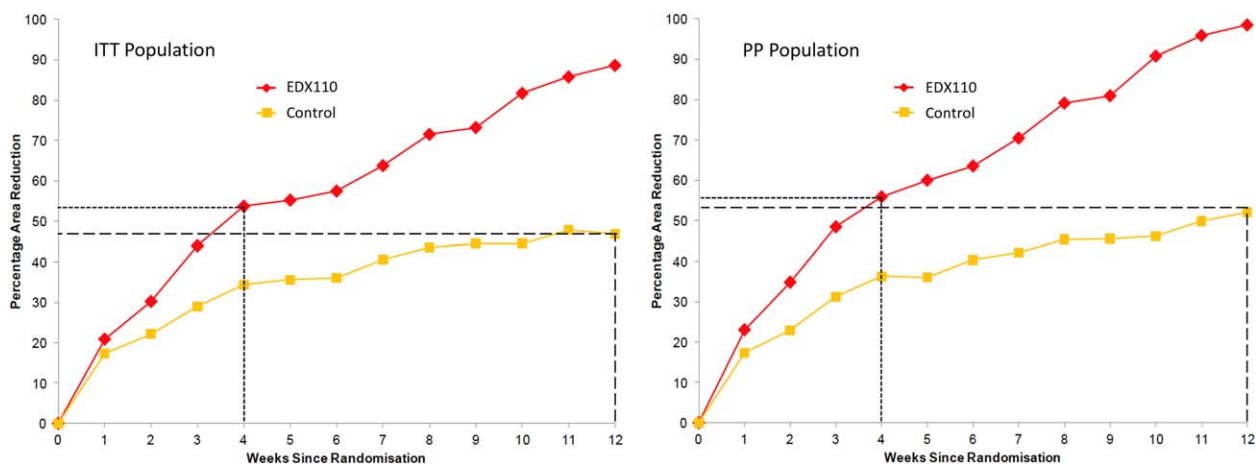 ITT Population
EDX110
Control
Percentage Area Reduction
100
90
80
70
60
50
40
30
20
10
0
0 1 2 3 4 5 6 7 8 9 10 11 12
Weeks Since Randomisation
PP Population
EDX110
Control
Percentage Area Reduction
100
90
80
70
60
50
40
30
20
10
0
0 1 2 3 4 5 6 7 8 9 10 11 12
Weeks Since Randomisation